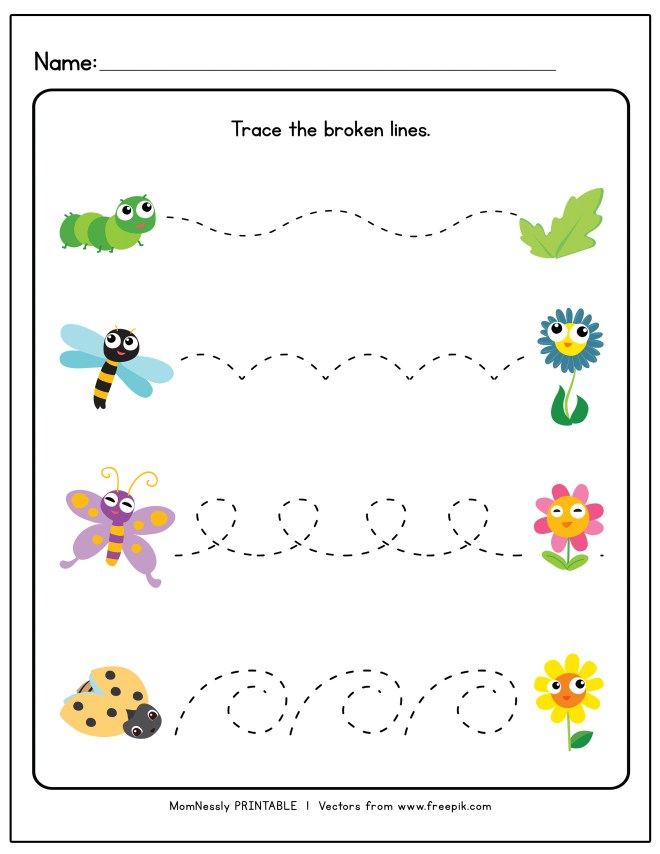 Name:
Trace the broken lines.
MomNessly PRINTABLE | Vectors from www.freepik.com